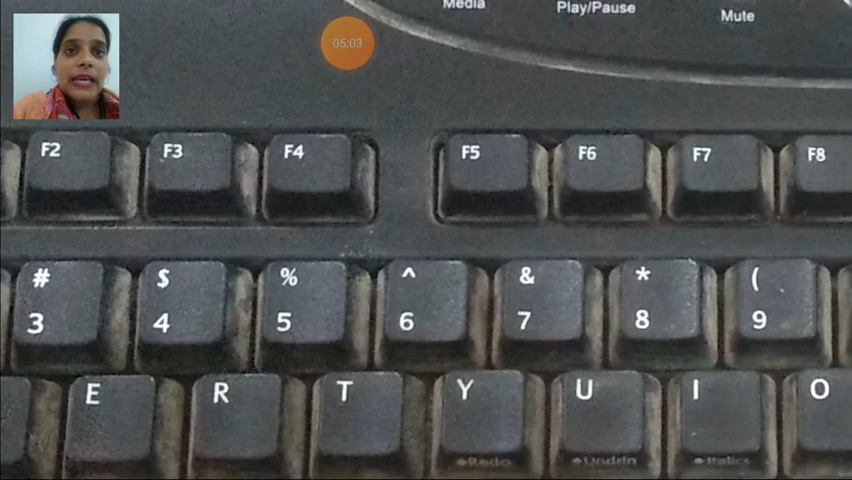 Media Play/Pause Mute
05:03
F2 F3 F4 F5 F6 F7 F8
# $ % ^ & * (
3 4 5 6 7 8 9
E R T Y U I O
Redo Undrln Italics